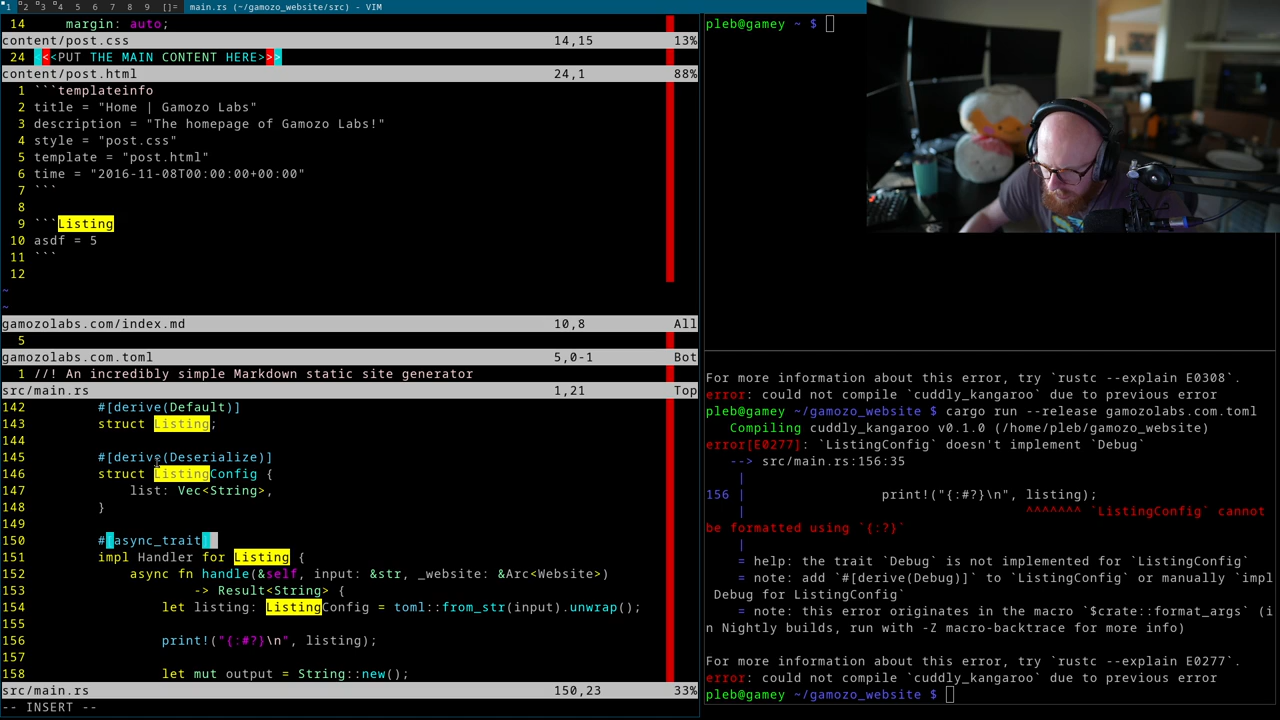 1 2 3 4 5 6 7 8 9 []= main.rs (~/gamozo_website/src) - VIM
14     margin: auto;
content/post.css 14,15 13%
24 <<<PUT THE MAIN CONTENT HERE>>>
content/post.html 24,1 88%
1 ```templateinfo
2 title = "Home | Gamozo Labs"
3 description = "The homepage of Gamozo Labs!"
4 style = "post.css"
5 template = "post.html"
6 time = "2016-11-08T00:00:00+00:00"
7 ```
8
9 ```Listing
10 asdf = 5
11 ```
12
~
~
gamozolabs.com/index.md 10,8 All
5
gamozolabs.com.toml 5,0-1 Bot
1 //! An incredibly simple Markdown static site generator
src/main.rs 1,21 Top
142         #[derive(Default)]
143         struct Listing;
144
145         #[derive(Deserialize)]
146         struct ListingConfig {
147             list: Vec<String>,
148         }
149
150         #[async_trait]
151         impl Handler for Listing {
152             async fn handle(&self, input: &str, _website: &Arc<Website>)
153                     -> Result<String> {
154                 let listing: ListingConfig = toml::from_str(input).unwrap();
155
156                 print!("{:#?}\n", listing);
157
158                 let mut output = String::new();
src/main.rs 150,23 33%
-- INSERT --
pleb@gamey ~ $
For more information about this error, try `rustc --explain E0308`.
error: could not compile `cuddly_kangaroo` due to previous error
pleb@gamey ~/gamozo_website $ cargo run --release gamozolabs.com.toml
   Compiling cuddly_kangaroo v0.1.0 (/home/pleb/gamozo_website)
error[E0277]: `ListingConfig` doesn't implement `Debug`
   --> src/main.rs:156:35
    |
156 |                 print!("{:#?}\n", listing);
    |                                   ^^^^^^^ `ListingConfig` cannot
be formatted using `{:?}`
    |
    = help: the trait `Debug` is not implemented for `ListingConfig`
    = note: add `#[derive(Debug)]` to `ListingConfig` or manually `impl
 Debug for ListingConfig`
    = note: this error originates in the macro `$crate::format_args` (i
n Nightly builds, run with -Z macro-backtrace for more info)
For more information about this error, try `rustc --explain E0277`.
error: could not compile `cuddly_kangaroo` due to previous error
pleb@gamey ~/gamozo_website $